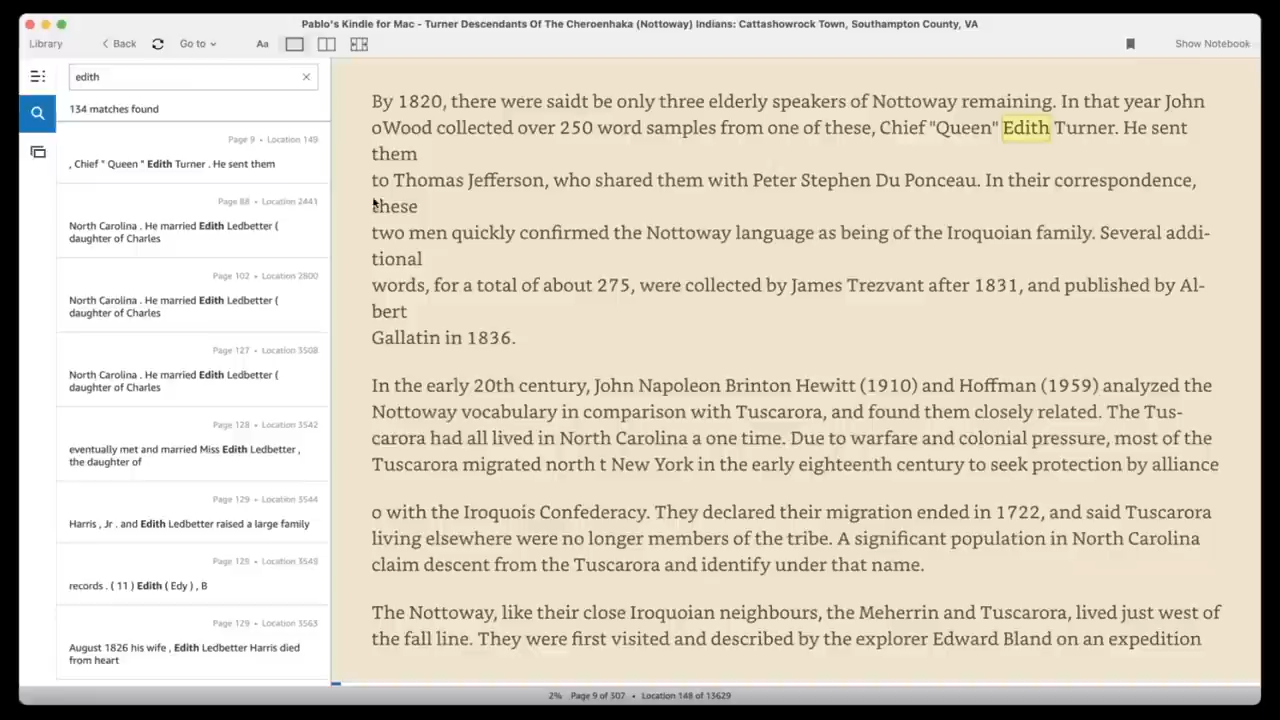 Pablo's Kindle for Mac - Turner Descendants Of The Cheroenhaka (Nottoway) Indians: Cattashowrock Town, Southampton County, VA
Library
Back
Go to
Aa
Show Notebook
edith
134 matches found
Page 9 • Location 149
, Chief " Queen " Edith Turner . He sent them
Page 88 • Location 2441
North Carolina . He married Edith Ledbetter (
daughter of Charles
Page 102 • Location 2800
North Carolina . He married Edith Ledbetter (
daughter of Charles
Page 127 • Location 3508
North Carolina . He married Edith Ledbetter (
daughter of Charles
Page 128 • Location 3542
eventually met and married Miss Edith Ledbetter ,
the daughter of
Page 129 • Location 3544
Harris , Jr . and Edith Ledbetter raised a large family
Page 129 • Location 3549
records . ( 11 ) Edith ( Edy ) , B
Page 129 • Location 3563
August 1826 his wife , Edith Ledbetter Harris died
from heart
By 1820, there were saidt be only three elderly speakers of Nottoway remaining. In that year John
oWood collected over 250 word samples from one of these, Chief "Queen" Edith Turner. He sent
them
to Thomas Jefferson, who shared them with Peter Stephen Du Ponceau. In their correspondence,
these
two men quickly confirmed the Nottoway language as being of the Iroquoian family. Several addi-
tional
words, for a total of about 275, were collected by James Trezvant after 1831, and published by Al-
bert
Gallatin in 1836.
In the early 20th century, John Napoleon Brinton Hewitt (1910) and Hoffman (1959) analyzed the
Nottoway vocabulary in comparison with Tuscarora, and found them closely related. The Tus-
carora had all lived in North Carolina a one time. Due to warfare and colonial pressure, most of the
Tuscarora migrated north t New York in the early eighteenth century to seek protection by alliance
o with the Iroquois Confederacy. They declared their migration ended in 1722, and said Tuscarora
living elsewhere were no longer members of the tribe. A significant population in North Carolina
claim descent from the Tuscarora and identify under that name.
The Nottoway, like their close Iroquoian neighbours, the Meherrin and Tuscarora, lived just west of
the fall line. They were first visited and described by the explorer Edward Bland on an expedition
2% Page 9 of 307 • Location 148 of 13629